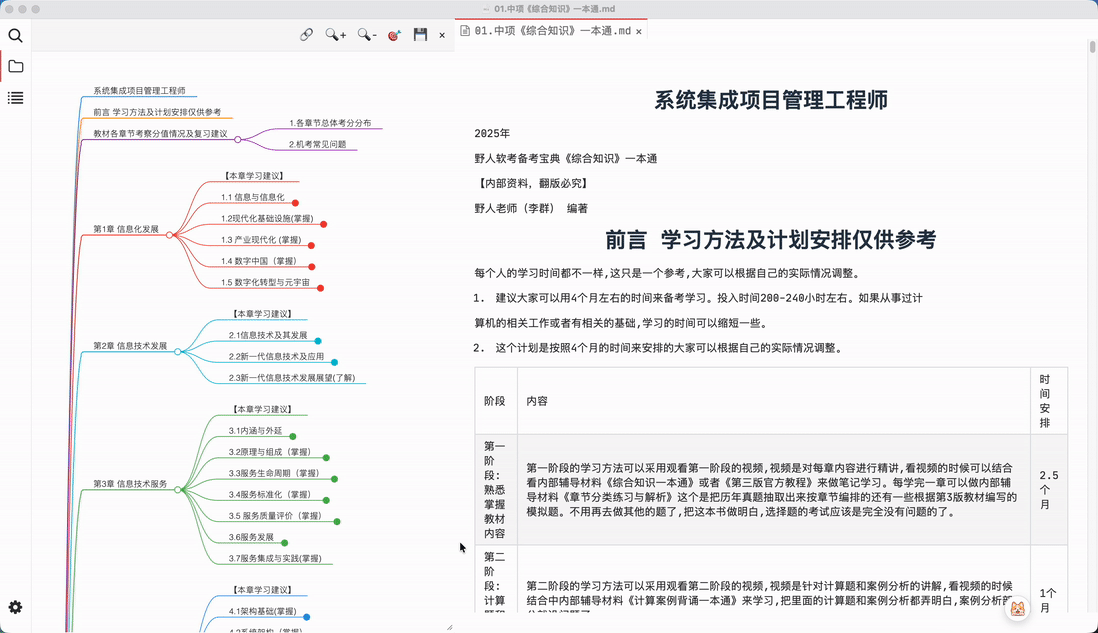 01.中项《综合知识》一本通.md
01.中项《综合知识》一本通.md ×
系统集成项目管理工程师
前言 学习方法及计划安排仅供参考
教材各章节考察分值情况及复习建议
1.各章节总体考分分布
2.机考常见问题
第1章 信息化发展
【本章学习建议】
1.1 信息与信息化
1.2现代化基础设施(掌握)
1.3 产业现代化 (掌握)
1.4 数字中国（掌握）
1.5 数字化转型与元宇宙
第2章 信息技术发展
【本章学习建议】
2.1信息技术及其发展
2.2新一代信息技术及应用
2.3新一代信息技术发展展望(了解)
第3章 信息技术服务
【本章学习建议】
3.1内涵与外延
3.2原理与组成（掌握）
3.3服务生命周期（掌握）
3.4服务标准化（掌握）
3.5 服务质量评价（掌握）
3.6服务发展
3.7服务集成与实践(掌握)
【本章学习建议】
4.1架构基础(掌握)
4.2系统架构（掌握）
系统集成项目管理工程师
2025年
野人软考备考宝典《综合知识》一本通
【内部资料，翻版必究】
野人老师（李群） 编著
前言 学习方法及计划安排仅供参考
每个人的学习时间都不一样,这只是一个参考,大家可以根据自己的实际情况调整。
1. 建议大家可以用4个月左右的时间来备考学习。投入时间200-240小时左右。如果从事过计
算机的相关工作或者有相关的基础,学习的时间可以缩短一些。
2. 这个计划是按照4个月的时间来安排的大家可以根据自己的实际情况调整。
阶段
内容
时
间
安
排
第一
阶
段:
熟悉
掌握
教材
内容
第一阶段的学习方法可以采用观看第一阶段的视频,视频是对每章内容进行精讲,看视频的时候可以结合
看内部辅导材料《综合知识一本通》或者《第三版官方教程》来做笔记学习。每学完一章可以做内部辅
导材料《章节分类练习与解析》这个是把历年真题抽取出来按章节编排的还有一些根据第3版教材编写的
模拟题。不用再去做其他的题了,把这本书做明白,选择题的考试应该是完全没有问题的了。
2.5
个
月
第二
阶
段:
计算
第二阶段的学习方法可以采用观看第二阶段的视频,视频是针对计算题和案例分析的讲解,看视频的时候
结合中内部辅导材料《计算案例背诵一本通》来学习,把里面的计算题和案例分析都弄明白,案例分析部
1个
月